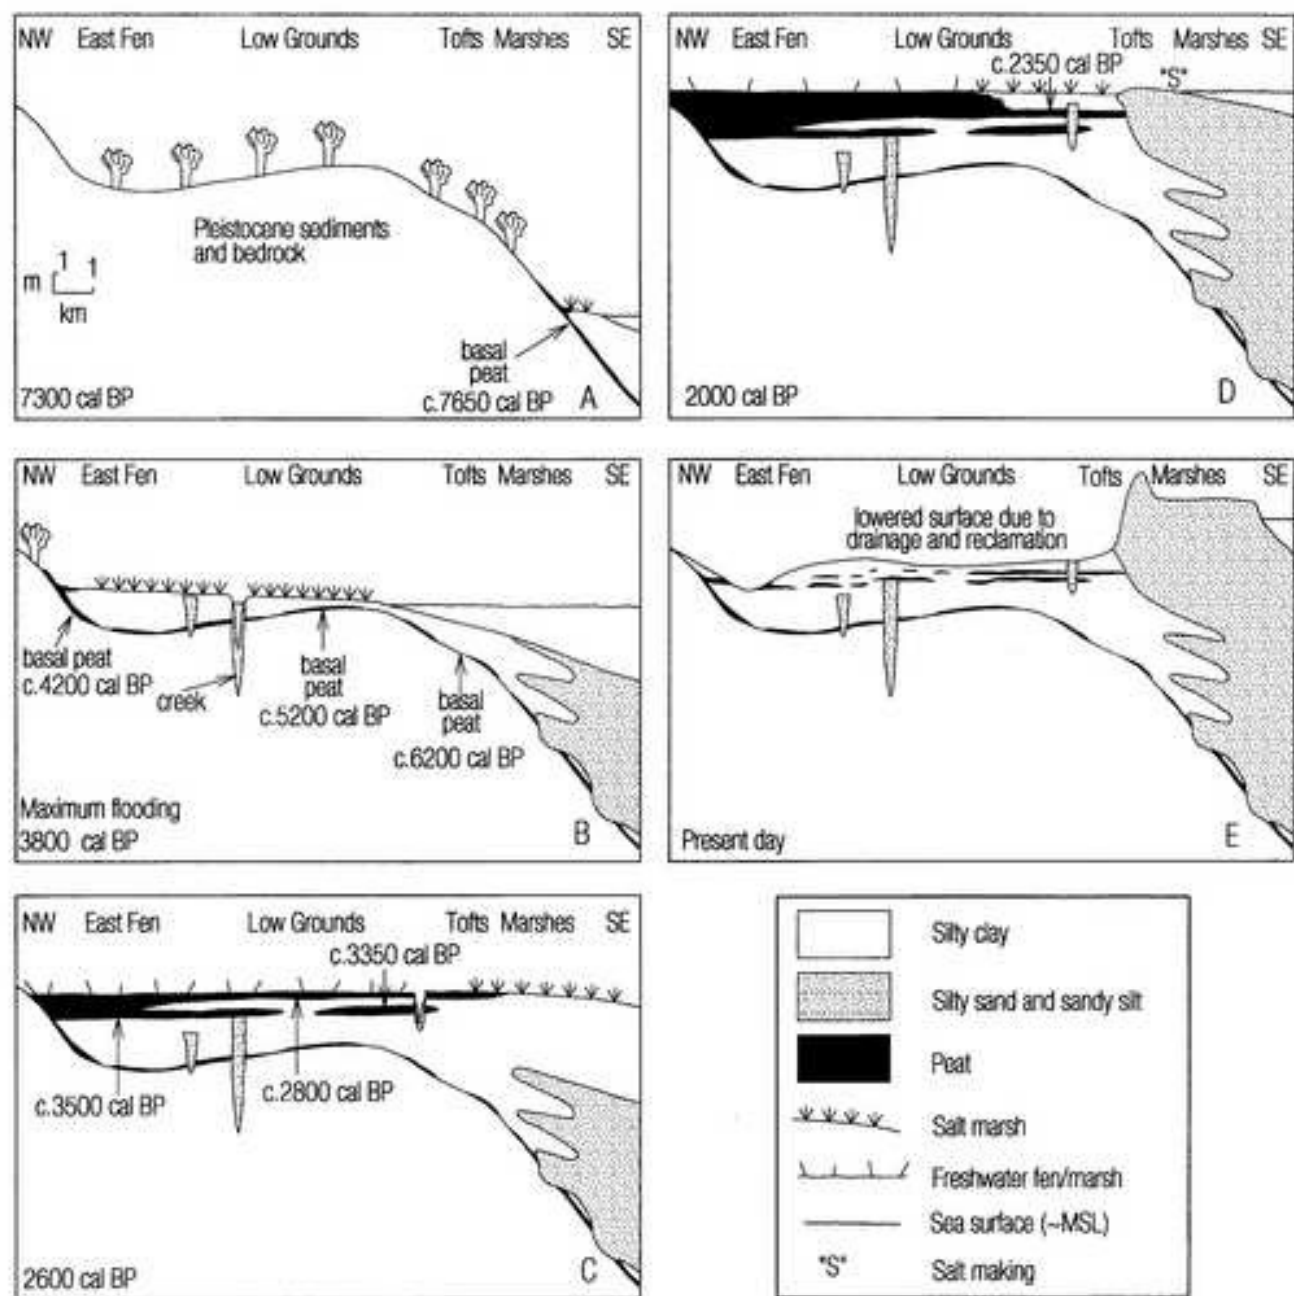 NW East Fen Low Grounds Tofts Marshes SE
Pleistocene sediments
and bedrock
1 1
m
km
basal
peat
c.7650 cal BP
7300 cal BP
A
NW East Fen Low Grounds Tofts Marshes SE
basal peat
c.4200 cal BP
creek
basal
peat
c.5200 cal BP
basal
peat
c.6200 cal BP
Maximum flooding
3800 cal BP
B
NW East Fen Low Grounds Tofts Marshes SE
c.3350 cal BP
c.3500 cal BP
c.2800 cal BP
2600 cal BP
C
NW East Fen Low Grounds Tofts Marshes SE
c.2350 cal BP
"S"
2000 cal BP
D
NW East Fen Low Grounds Tofts Marshes SE
lowered surface due to
drainage and reclamation
Present day
E
Silty clay
Silty sand and sandy silt
Peat
Salt marsh
Freshwater fen/marsh
Sea surface (~MSL)
"S" Salt making